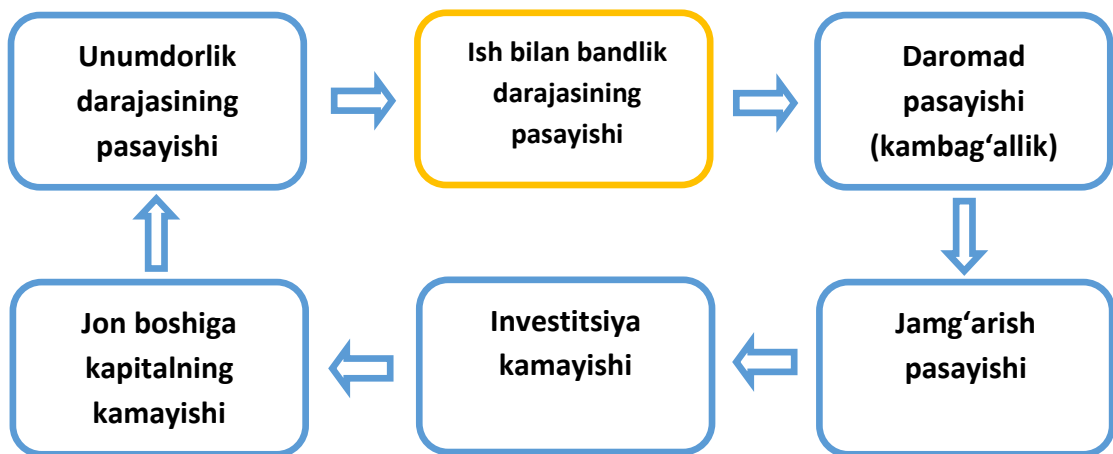 Unumdorlik
darajasining
pasayishi
Ish bilan bandlik
darajasining
pasayishi
Daromad
pasayishi
(kambag‘allik)
Jon boshiga
kapitalning
kamayishi
Investitsiya
kamayishi
Jamg‘arish
pasayishi